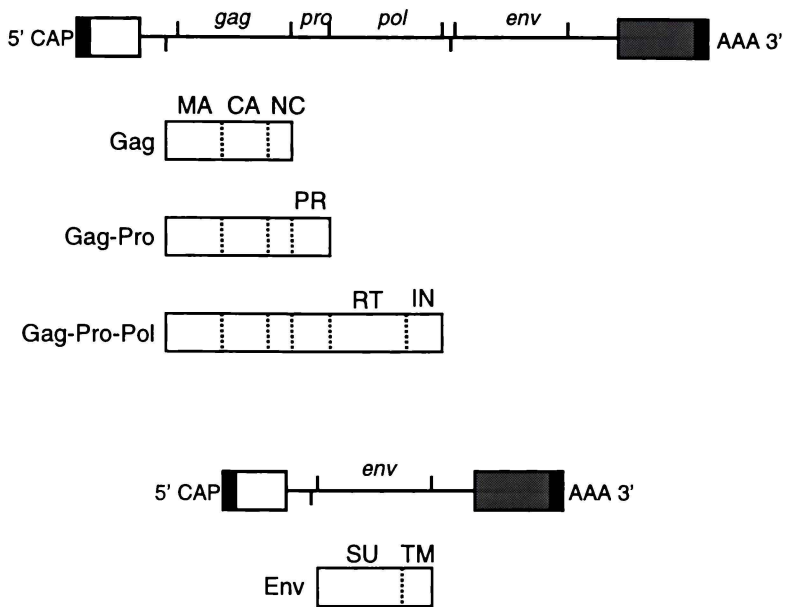 gag pro pol env
5' CAP AAA 3'
MA CA NC
Gag
PR
Gag-Pro
RT IN
Gag-Pro-Pol
env
5' CAP AAA 3'
SU TM
Env